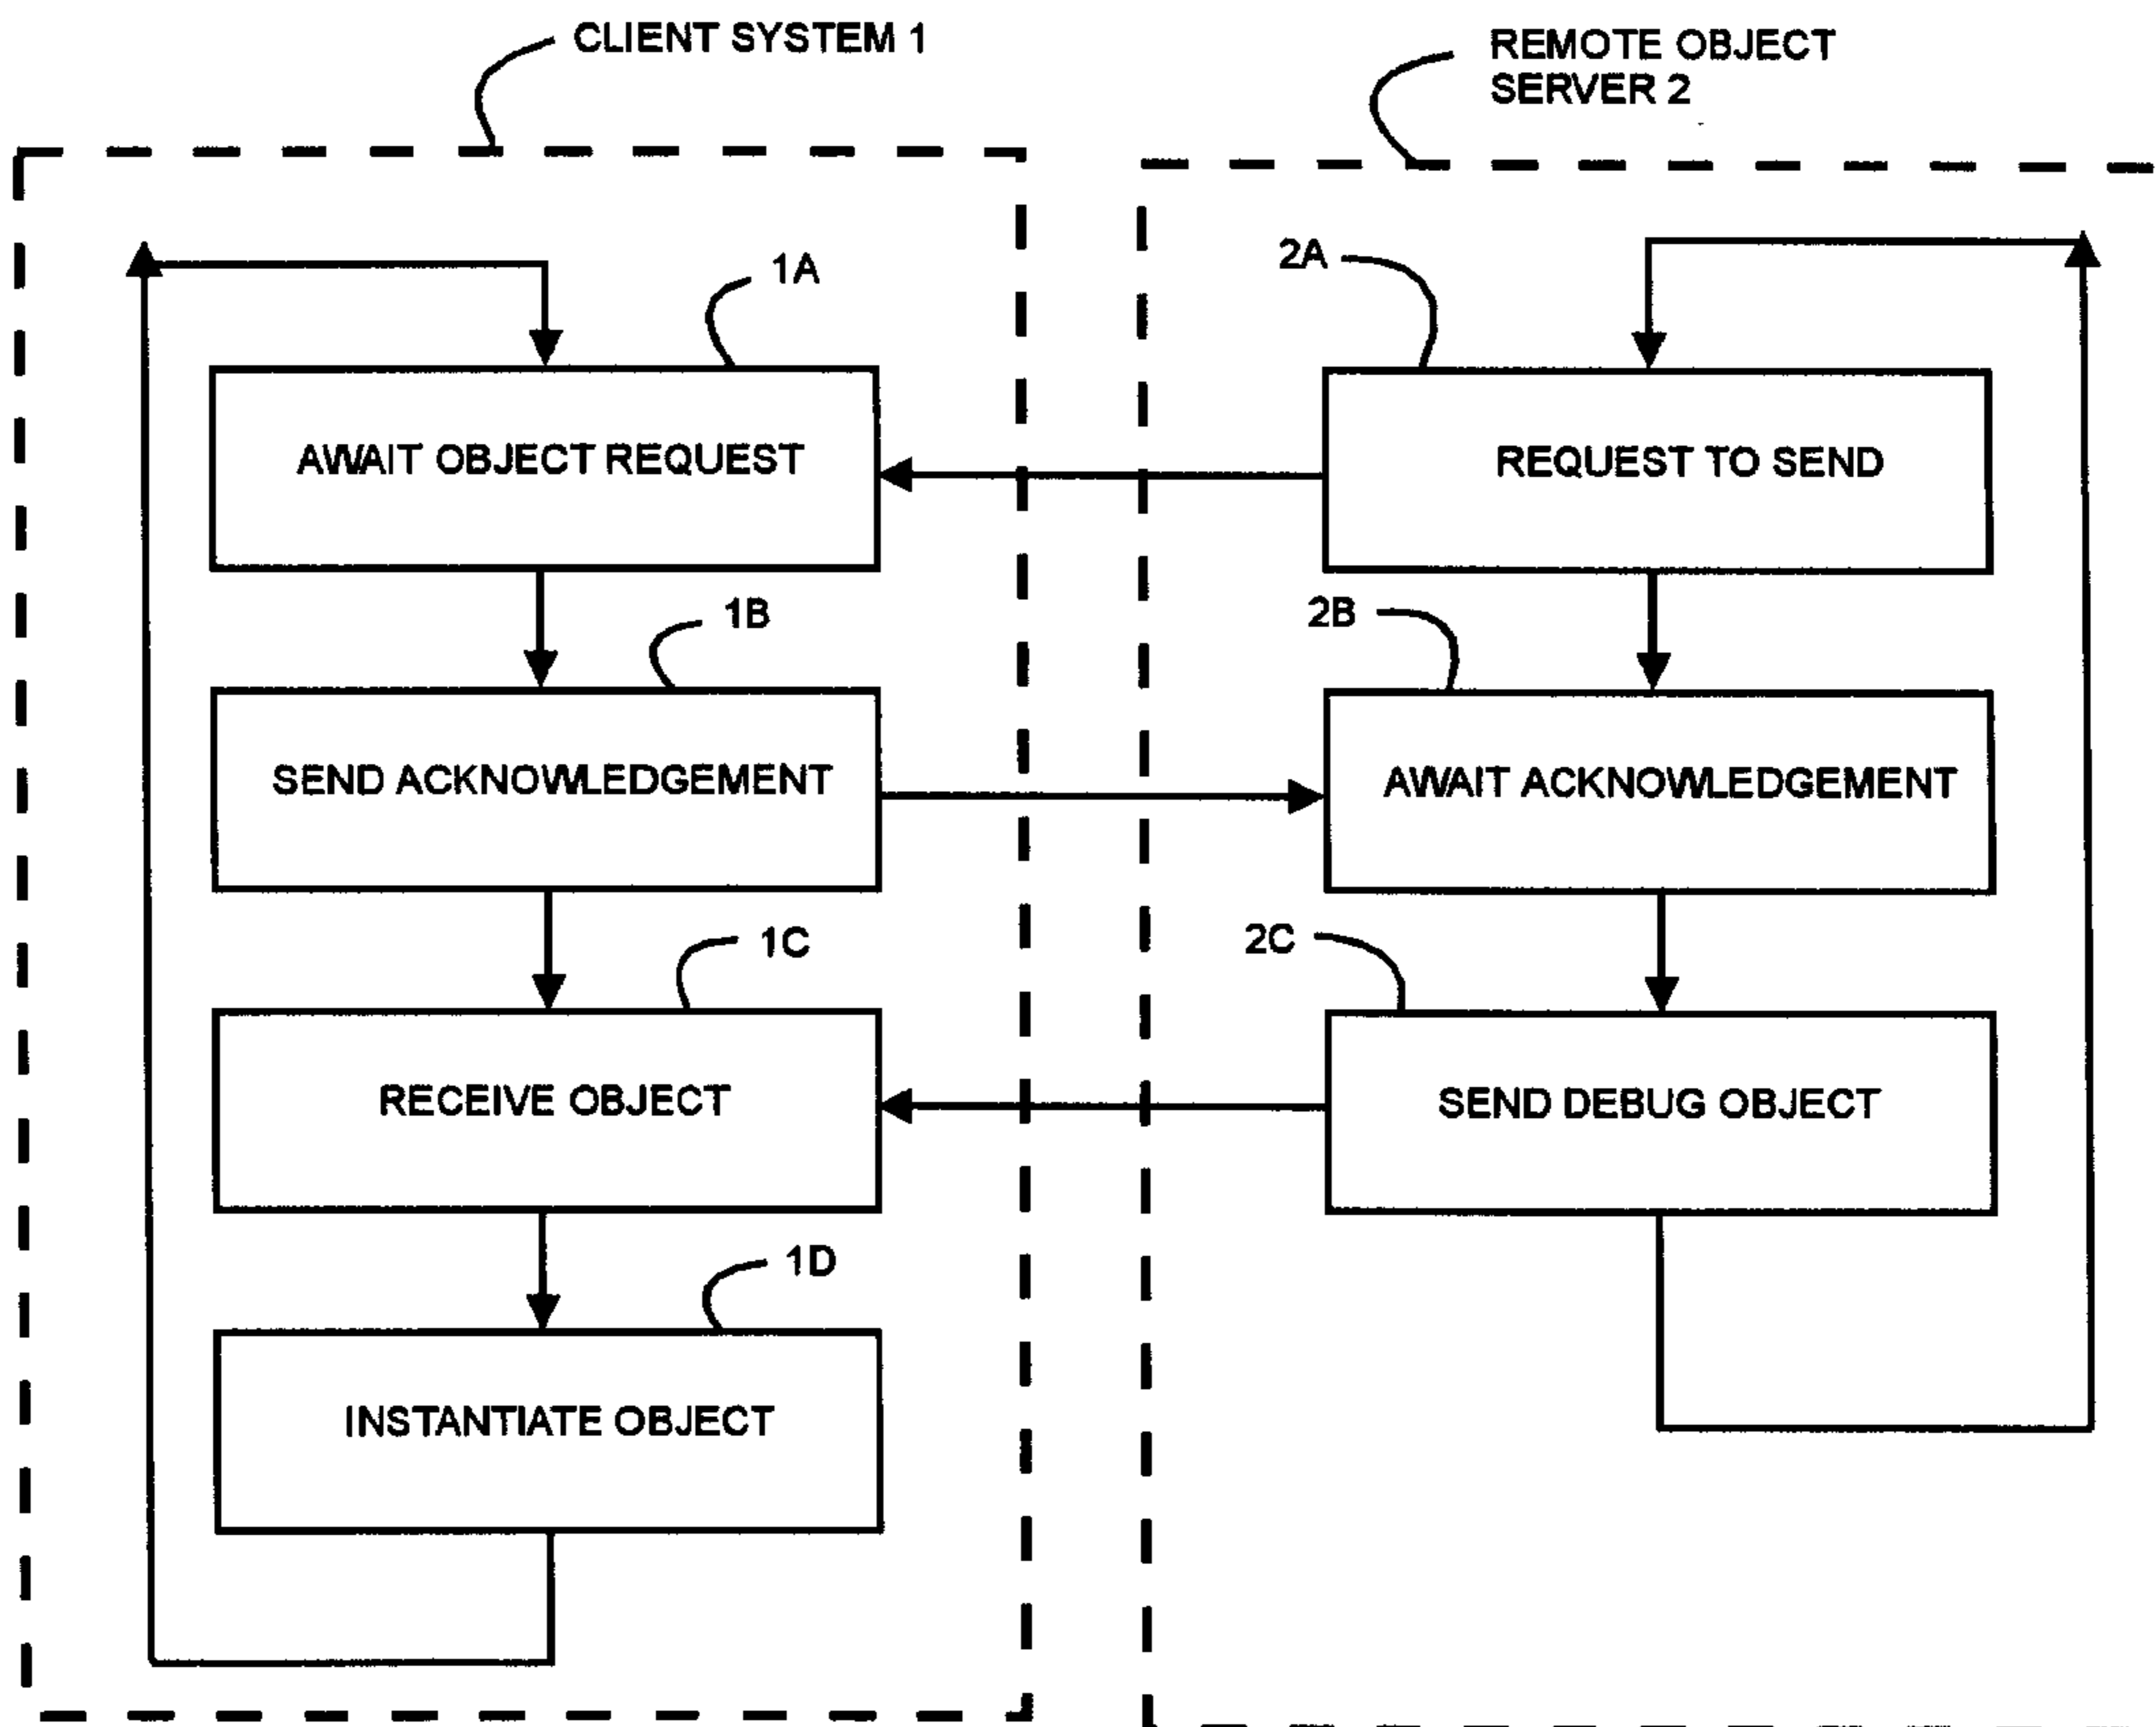 CLIENT SYSTEM 1
REMOTE OBJECT
SERVER 2
1A
AWAIT OBJECT REQUEST
1B
SEND ACKNOWLEDGEMENT
1C
RECEIVE OBJECT
1D
INSTANTIATE OBJECT
2A
REQUEST TO SEND
2B
AWAIT ACKNOWLEDGEMENT
2C
SEND DEBUG OBJECT